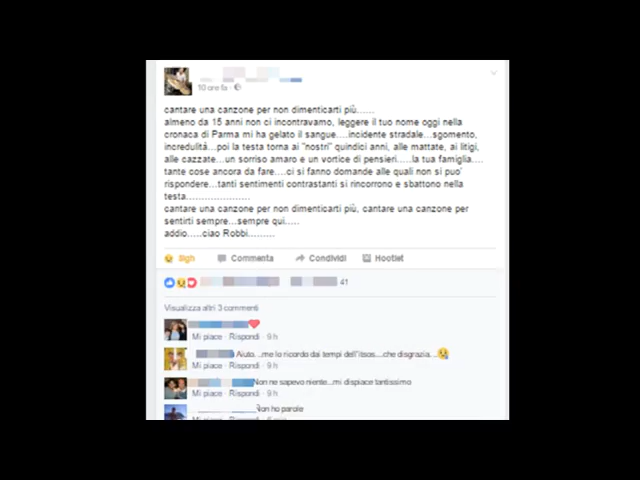 10 ore fa ·
cantare una canzone per non dimenticarti più......
almeno da 15 anni non ci incontravamo, leggere il tuo nome oggi nella
cronaca di Parma mi ha gelato il sangue....incidente stradale...sgomento,
incredulità...poi la testa torna ai "nostri" quindici anni, alle mattate, ai litigi,
alle cazzate...un sorriso amaro e un vortice di pensieri.....la tua famiglia....
tante cose ancora da fare....ci si fanno domande alle quali non si puo'
rispondere...tanti sentimenti contrastanti si rincorrono e sbattono nella
testa.....................
cantare una canzone per non dimenticarti più, cantare una canzone per
sentirti sempre...sempre qui.....
addio.....ciao Robbi.........
Sigh Commenta Condividi Hootlet
41
Visualizza altri 3 commenti
Mi piace · Rispondi · 9 h
Aiuto...me lo ricordo dai tempi dell'itsos....che disgrazia...
Mi piace · Rispondi · 9 h
Non ne sapevo niente...mi dispiace tantissimo
Mi piace · Rispondi · 9 h
Non ho parole
Mi piace · Rispondi ·